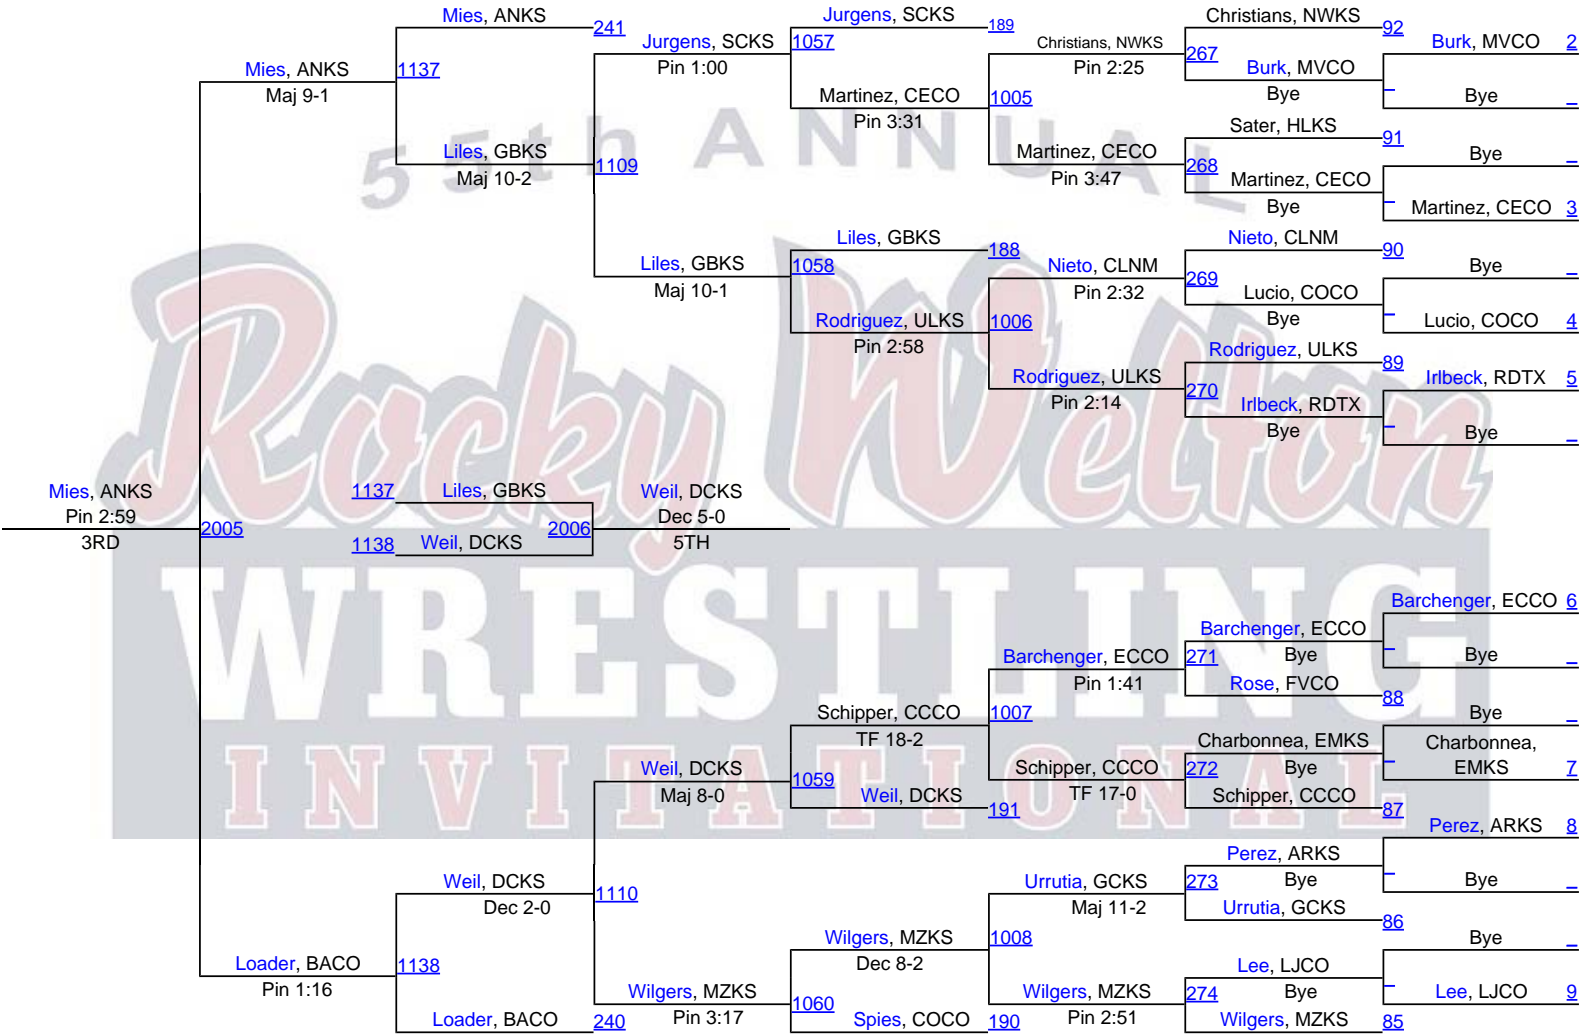 Mies, ANKS
241
Jurgens, SCKS
189
Christians, NWKS
92
Jurgens, SCKS
1057
Christians, NWKS
267
Burk, MVCO
2
Mies, ANKS
1137
Pin 1:00
Pin 2:25
Burk, MVCO
Maj 9-1
Martinez, CECO
1005
Bye
Bye
Pin 3:31
Sater, HLKS
91
55th ANNUAL
Liles, GBKS
1109
Martinez, CECO
268
Bye
Maj 10-2
Pin 3:47
Martinez, CECO
Bye
Martinez, CECO
3
Liles, GBKS
188
Nieto, CLNM
90
Liles, GBKS
1058
Nieto, CLNM
269
Bye
Maj 10-1
Pin 2:32
Lucio, COCO
Rodriguez, ULKS
1006
Bye
Lucio, COCO
4
Pin 2:58
Rodriguez, ULKS
89
Rodriguez, ULKS
270
Irlbeck, RDTX
5
Pin 2:14
Irlbeck, RDTX
Bye
Bye
Rocky Welton
Mies, ANKS
1137
Liles, GBKS
Weil, DCKS
Pin 2:59
2005
2006
Dec 5-0
3RD
1138
Weil, DCKS
5TH
WRESTLING
Barchenger, ECCO
6
Barchenger, ECCO
Barchenger, ECCO
271
Bye
Bye
Pin 1:41
Rose, FVCO
88
Schipper, CCCO
1007
Bye
TF 18-2
Charbonnea, EMKS
Charbonnea,
INVITATIONAL
Weil, DCKS
1059
Schipper, CCCO
272
Bye
EMKS
7
Maj 8-0
Weil, DCKS
191
TF 17-0
Schipper, CCCO
87
Perez, ARKS
8
Perez, ARKS
Weil, DCKS
1110
Urrutia, GCKS
273
Bye
Bye
Dec 2-0
Maj 11-2
Urrutia, GCKS
86
Wilgers, MZKS
1008
Bye
Loader, BACO
1138
Dec 8-2
Lee, LJCO
Pin 1:16
Wilgers, MZKS
1060
Wilgers, MZKS
274
Bye
Lee, LJCO
9
Loader, BACO
240
Pin 3:17
Spies, COCO
190
Pin 2:51
Wilgers, MZKS
85